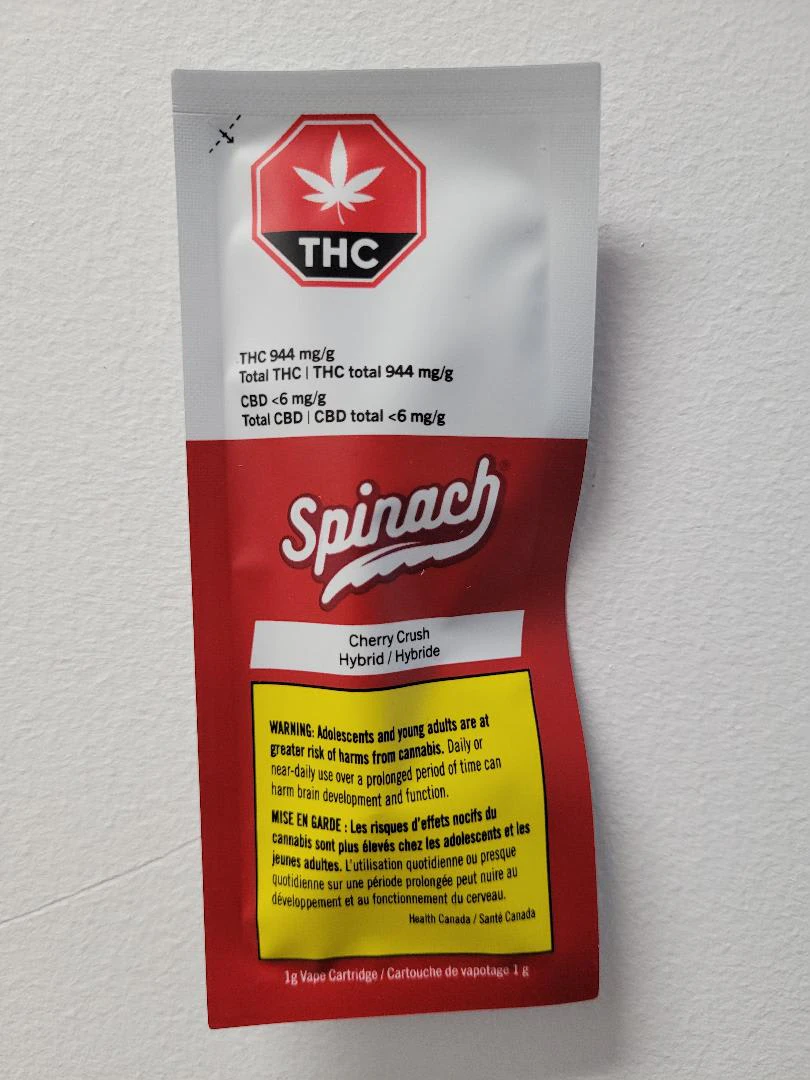 THC
THC 944 mg/g
Total THC | THC total 944 mg/g
CBD <6 mg/g
Total CBD | CBD total <6 mg/g
Spinach®
Cherry Crush
Hybrid / Hybride
WARNING: Adolescents and young adults are at
greater risk of harms from cannabis. Daily or
near-daily use over a prolonged period of time can
harm brain development and function.
MISE EN GARDE : Les risques d'effets nocifs du
cannabis sont plus élevés chez les adolescents et les
jeunes adultes. L'utilisation quotidienne ou presque
quotidienne sur une période prolongée peut nuire au
développement et au fonctionnement du cerveau.
Health Canada / Santé Canada
1g Vape Cartridge / Cartouche de vapotage 1 g